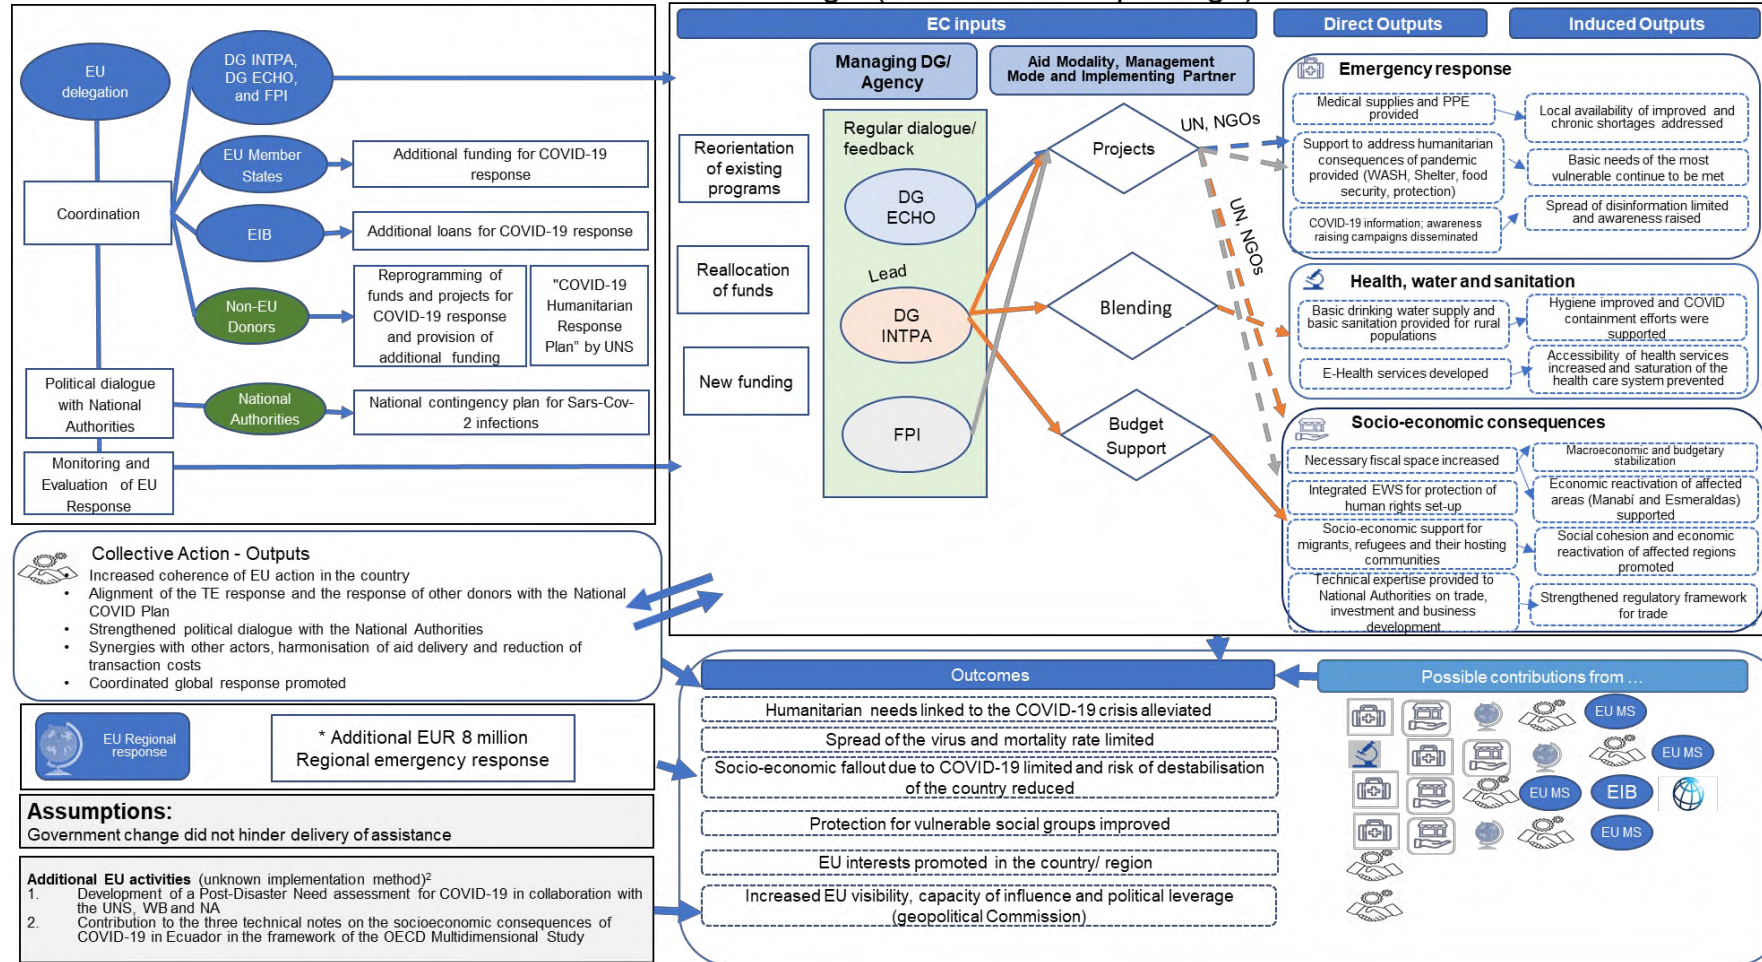 EU
delegation
DG INTPA,
DG ECHO,
and FPI
EU Member
States
Additional funding for COVID-19
response
Coordination
EIB
Additional loans for COVID-19 response
Non-EU
Donors
Reprogramming of
funds and projects for
COVID-19 response
and provision of
additional funding
"COVID-19
Humanitarian
Response
Plan" by UNS
Political dialogue
with National
Authorities
National
Authorities
National contingency plan for Sars-Cov-
2 infections
Monitoring and
Evaluation of EU
Response
EC inputs
Direct Outputs
Induced Outputs
Managing DG/
Agency
Aid Modality, Management
Mode and Implementing Partner
Reorientation
of existing
programs
Reallocation
of funds
New funding
Regular dialogue/
feedback
DG
ECHO
Lead
DG
INTPA
FPI
Projects
Blending
Budget
Support
UN, NGOs
UN, NGOs
Emergency response
Medical supplies and PPE
provided
Local availability of improved and
chronic shortages addressed
Support to address humanitarian
consequences of pandemic
provided (WASH, Shelter, food
security, protection)
Basic needs of the most
vulnerable continue to be met
COVID-19 information; awareness
raising campaigns disseminated
Spread of disinformation limited
and awareness raised
Health, water and sanitation
Basic drinking water supply and
basic sanitation provided for rural
populations
Hygiene improved and COVID
containment efforts were
supported
E-Health services developed
Accessibility of health services
increased and saturation of the
health care system prevented
Socio-economic consequences
Necessary fiscal space increased
Macroeconomic and budgetary
stabilization
Economic reactivation of affected
areas (Manabí and Esmeraldas)
supported
Integrated EWS for protection of
human rights set-up
Socio-economic support for
migrants, refugees and their hosting
communities
Social cohesion and economic
reactivation of affected regions
promoted
Technical expertise provided to
National Authorities on trade,
investment and business
development
Strengthened regulatory framework
for trade
Collective Action - Outputs
• Increased coherence of EU action in the country
• Alignment of the TE response and the response of other donors with the National
COVID Plan
• Strengthened political dialogue with the National Authorities
• Synergies with other actors, harmonisation of aid delivery and reduction of
transaction costs
• Coordinated global response promoted
EU Regional
response
* Additional EUR 8 million
Regional emergency response
Assumptions:
Government change did not hinder delivery of assistance
Additional EU activities (unknown implementation method)2
1. Development of a Post-Disaster Need assessment for COVID-19 in collaboration with
the UNS, WB and NA
2. Contribution to the three technical notes on the socioeconomic consequences of
COVID-19 in Ecuador in the framework of the OECD Multidimensional Study
Outcomes
Humanitarian needs linked to the COVID-19 crisis alleviated
Spread of the virus and mortality rate limited
Socio-economic fallout due to COVID-19 limited and risk of destabilisation
of the country reduced
Protection for vulnerable social groups improved
EU interests promoted in the country/ region
Increased EU visibility, capacity of influence and political leverage
(geopolitical Commission)
Possible contributions from ...
EU MS
EU MS
EU MS
EIB
EU MS